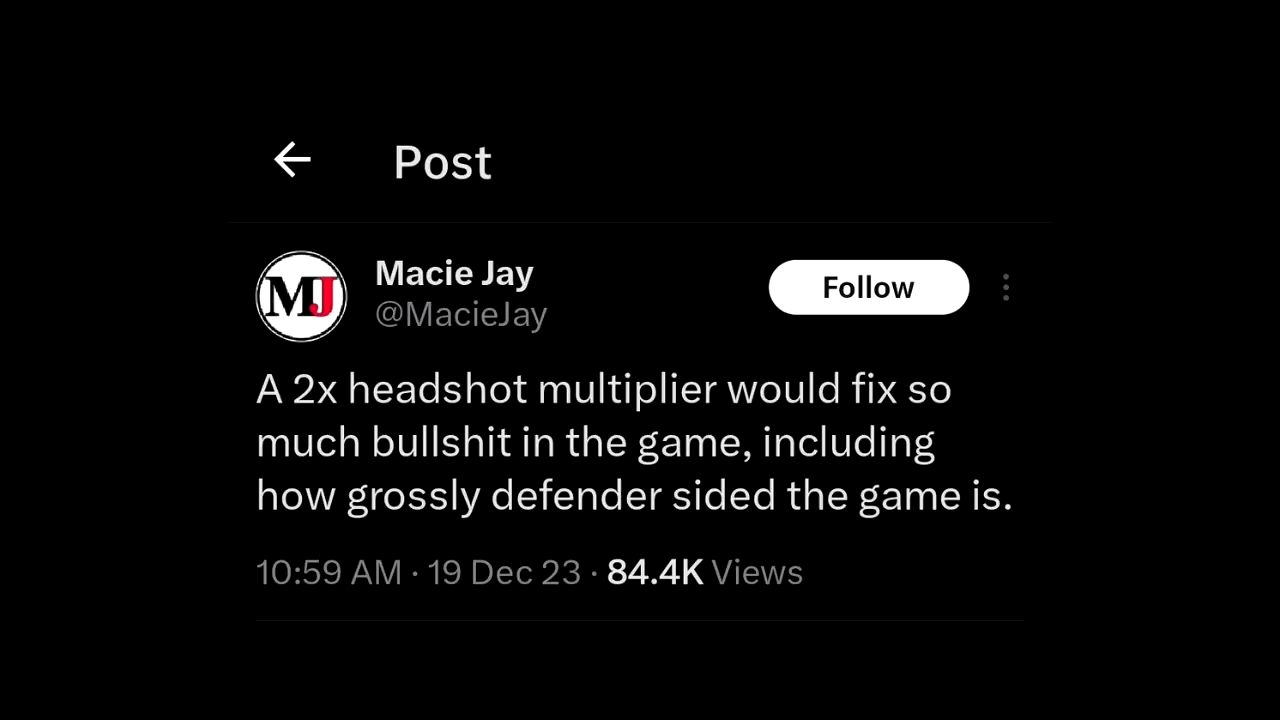 Post
MJ
Macie Jay
Follow
@MacieJay
A 2x headshot multiplier would fix so
much bullshit in the game, including
how grossly defender sided the game is.
10:59 AM · 19 Dec 23 · 84.4K Views